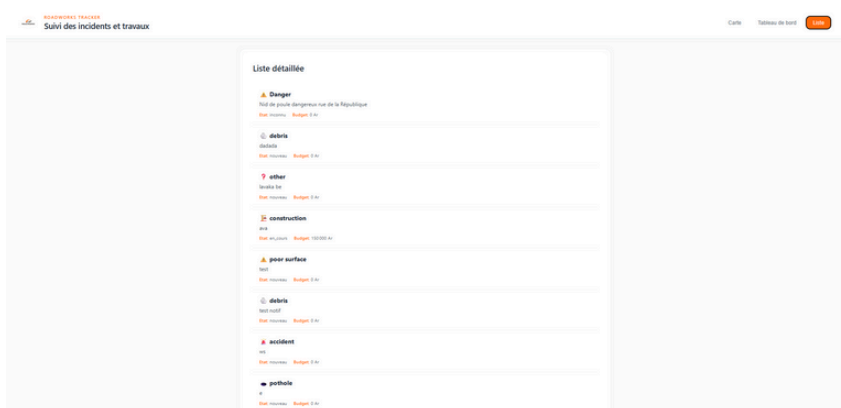 ROADWORKS TRACKER
Suivi des incidents et travaux
Carte
Tableau de bord
Liste
Liste détaillée
Danger
Nid de poule dangereux rue de la République
État: Inconnu Budget: 0 Ar
debris
dadada
État: nouveau Budget: 0 Ar
other
lavaka be
État: nouveau Budget: 0 Ar
construction
État: en_cours Budget: 100 000 Ar
poor surface
test
État: nouveau Budget: 0 Ar
debris
test notif
État: nouveau Budget: 0 Ar
accident
ws
État: nouveau Budget: 0 Ar
pothole
État: nouveau Budget: 0 Ar